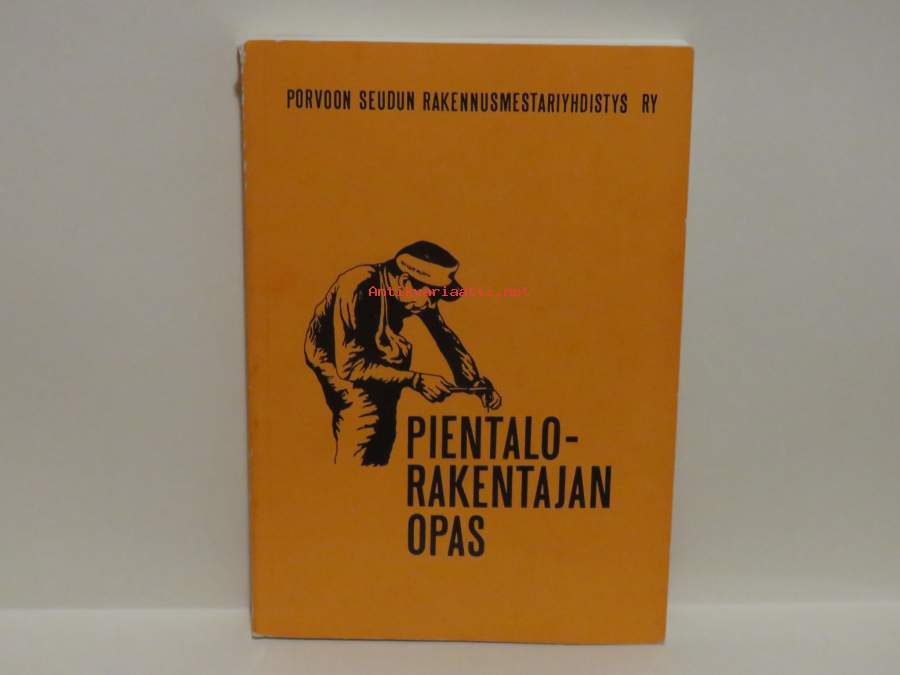 PORVOON SEUDUN RAKENNUSMESTARIYHDISTYS RY
Antikvariaatti.net
PIENTALO-
RAKENTAJAN
OPAS